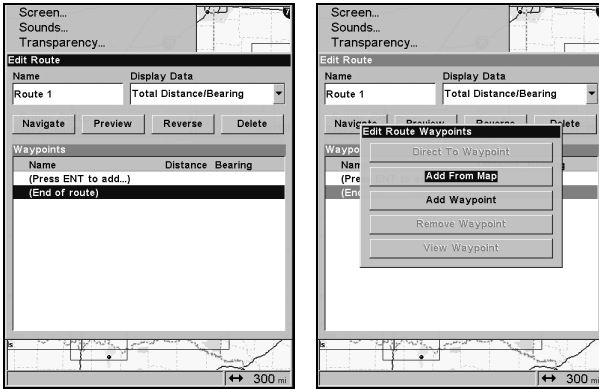 Screen...
Sounds...
Transparency...
Edit Route
Name Display Data
Route 1 Total Distance/Bearing
Navigate Preview Reverse Delete
Waypoints
Name Distance Bearing
(Press ENT to add...)
(End of route)
300 mi
Screen...
Sounds...
Transparency...
Edit Route
Name Display Data
Route 1 Total Distance/Bearing
Edit Route Waypoints
Direct To Waypoint
Add From Map
Add Waypoint
Remove Waypoint
View Waypoint
300 mi